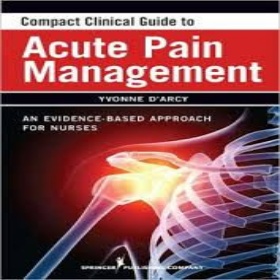 Compact Clinical Guide to
Acute Pain
Management
YVONNE D'ARCY
AN EVIDENCE-BASED APPROACH
FOR NURSES
SPRINGER PUBLISHING COMPANY